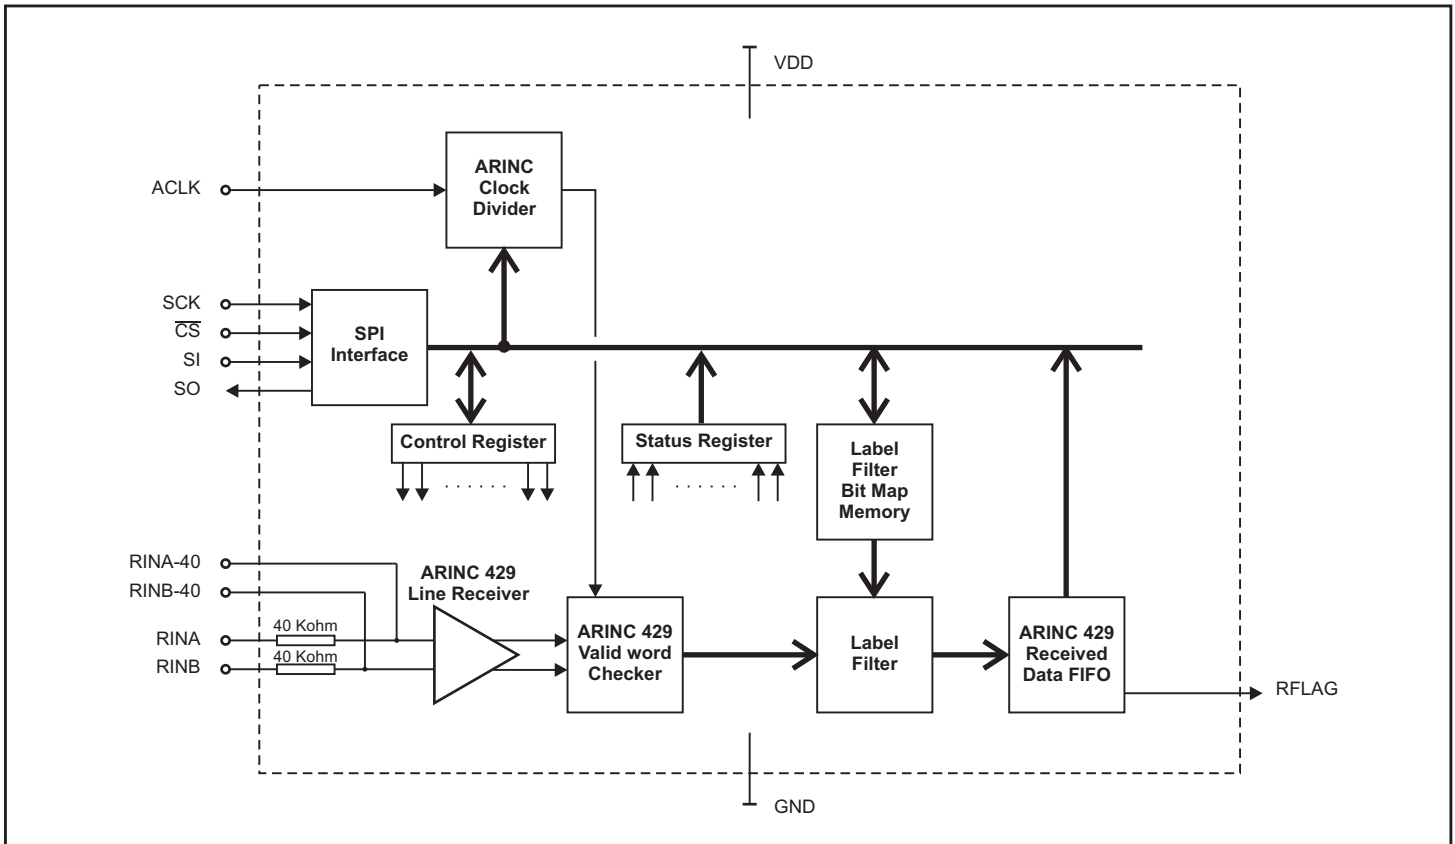 VDD
ARINC
Clock
Divider
ACLK
SCK
CS
SI
SO
SPI
Interface
Control Register
. . . . . .
Status Register
. . . . . .
Label
Filter
Bit Map
Memory
RINA-40
RINB-40
RINA
RINB
40 Kohm
40 Kohm
ARINC 429
Line Receiver
ARINC 429
Valid word
Checker
Label
Filter
ARINC 429
Received
Data FIFO
RFLAG
GND